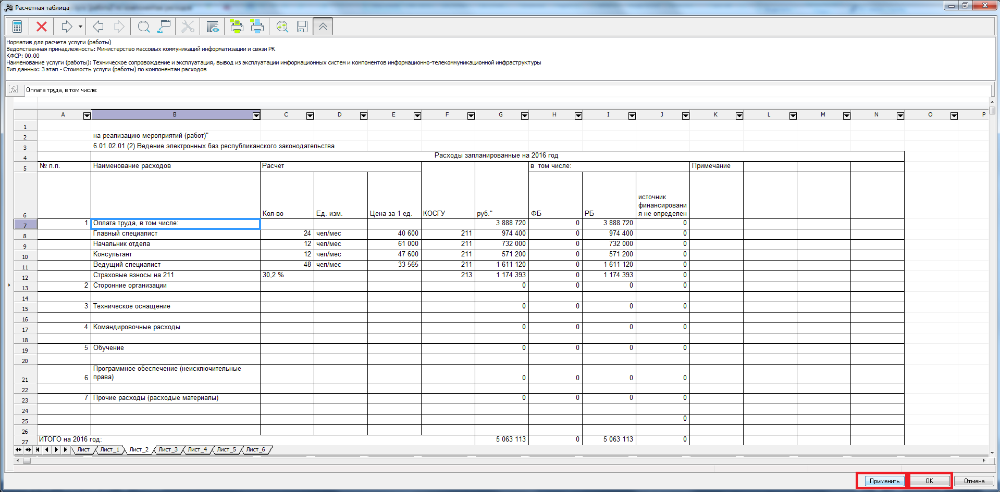 Расчетная таблица
Норматив для расчета услуги (работы)
Ведомственная принадлежность: Министерство массовых коммуникаций информатизации и связи РК
КФСР: 00.00
Наименование услуги (работы): Техническое сопровождение и эксплуатация, вывод из эксплуатации информационных систем и компонентов информационно-телекоммуникационной инфраструктуры
Тип данных: 3 этап - Стоимость услуги (работы) по компонентам расходов
fx Оплата труда, в том числе:
A B C D E F G H I J K L M N O P
1
2 на реализацию мероприятий (работ)"
3 6.01.02.01 (2) Ведение электронных баз республиканского законодательства
4 Расходы запланированные на 2016 год
5 № п.п. Наименование расходов Расчет в том числе: Примечание
источник
финансировани
6 Кол-во Ед. изм. Цена за 1 ед. КОСГУ руб." ФБ РБ я не определен
7 1 Оплата труда, в том числе: 3 888 720 0 3 888 720 0
8 Главный специалист 24 чел/мес 40 600 211 974 400 0 974 400 0
9 Начальник отдела 12 чел/мес 61 000 211 732 000 0 732 000 0
10 Консультант 12 чел/мес 47 600 211 571 200 0 571 200 0
11 Ведущий специалист 48 чел/мес 33 565 211 1 611 120 0 1 611 120 0
12 Страховые взносы на 211 30,2 % 213 1 174 393 0 1 174 393 0
13 2 Сторонние организации 0 0 0 0
14
15 3 Техническое оснащение 0 0 0 0
16
17 4 Командировочные расходы 0 0 0 0
18
19 5 Обучение 0 0 0 0
20
Программное обеспечение (неисключительные
21 6 права) 0 0 0 0
22
23 7 Прочие расходы (расходые материалы) 0 0 0 0
24
25 0
26
27 ИТОГО на 2016 год: 5 063 113 0 5 063 113 0
Лист Лист_1 Лист_2 Лист_3 Лист_4 Лист_5 Лист_6
Применить OK Отмена